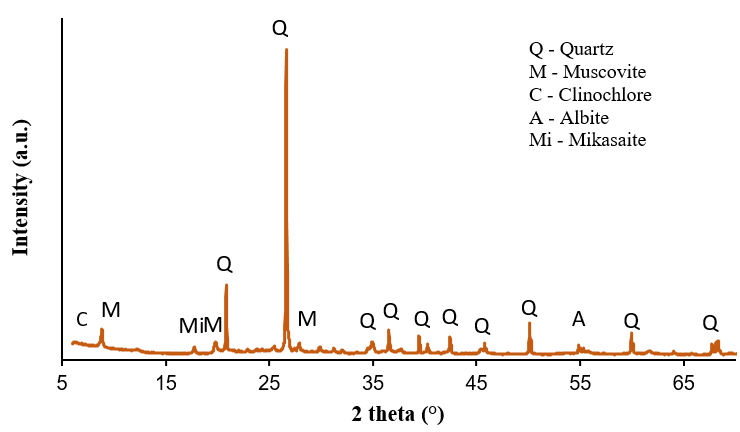 Q
Q - Quartz
M - Muscovite
C - Clinochlore
A - Albite
Mi - Mikasaite
Intensity (a.u.)
Q
C M MiM M Q Q Q Q Q Q A Q Q
5 15 25 35 45 55 65
2 theta (°)